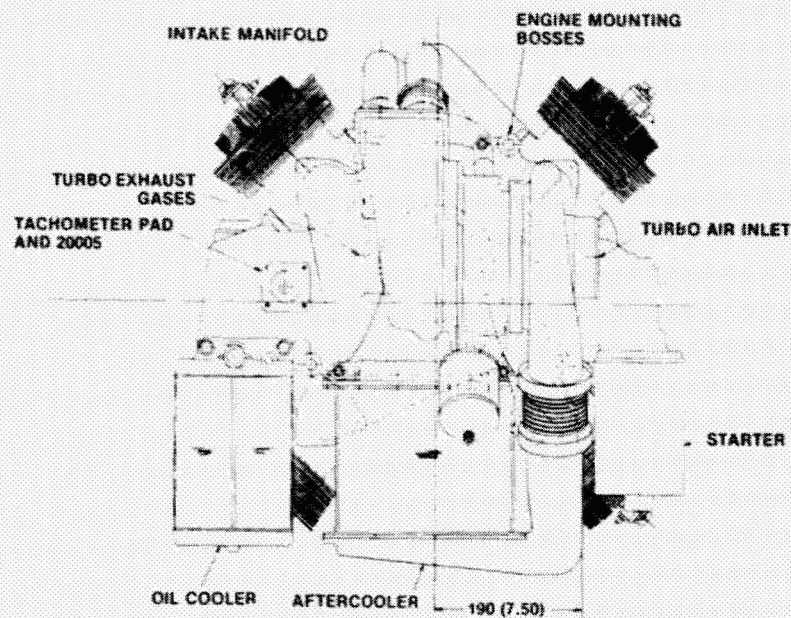 INTAKE MANIFOLD
ENGINE MOUNTING
BOSSES
TURBO EXHAUST
GASES
TACHOMETER PAD
AND 20005
TURBO AIR INLET
STARTER
OIL COOLER
AFTERCOOLER
190 (7.50)